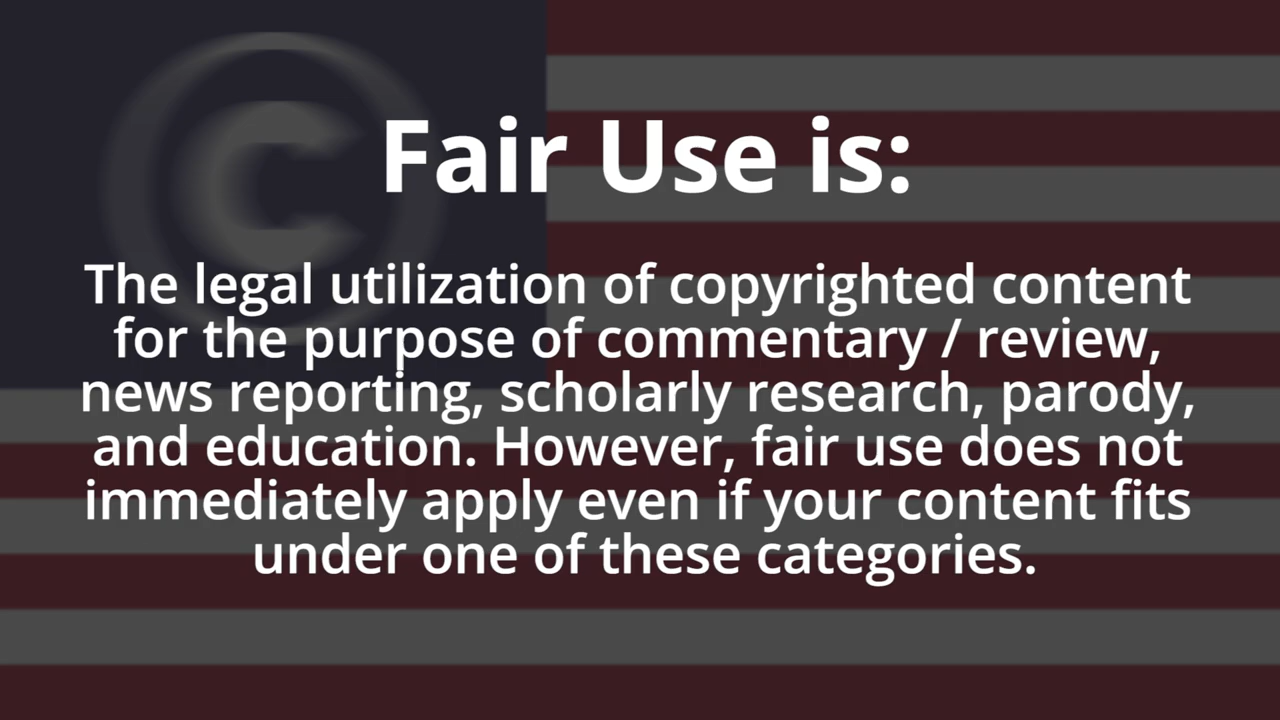 Fair Use is:
The legal utilization of copyrighted content
for the purpose of commentary / review,
news reporting, scholarly research, parody,
and education. However, fair use does not
immediately apply even if your content fits
under one of these categories.